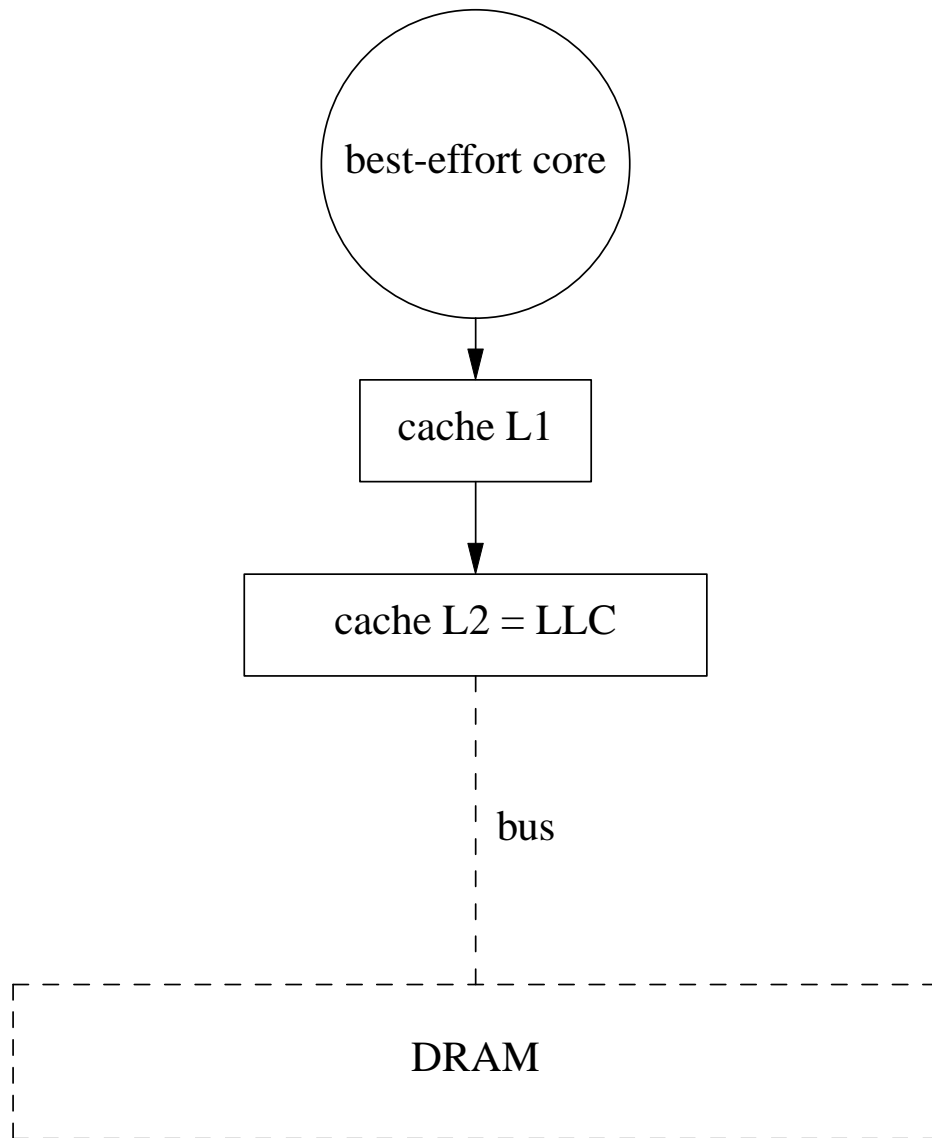 best-effort core
cache L1
cache L2 = LLC
bus
DRAM